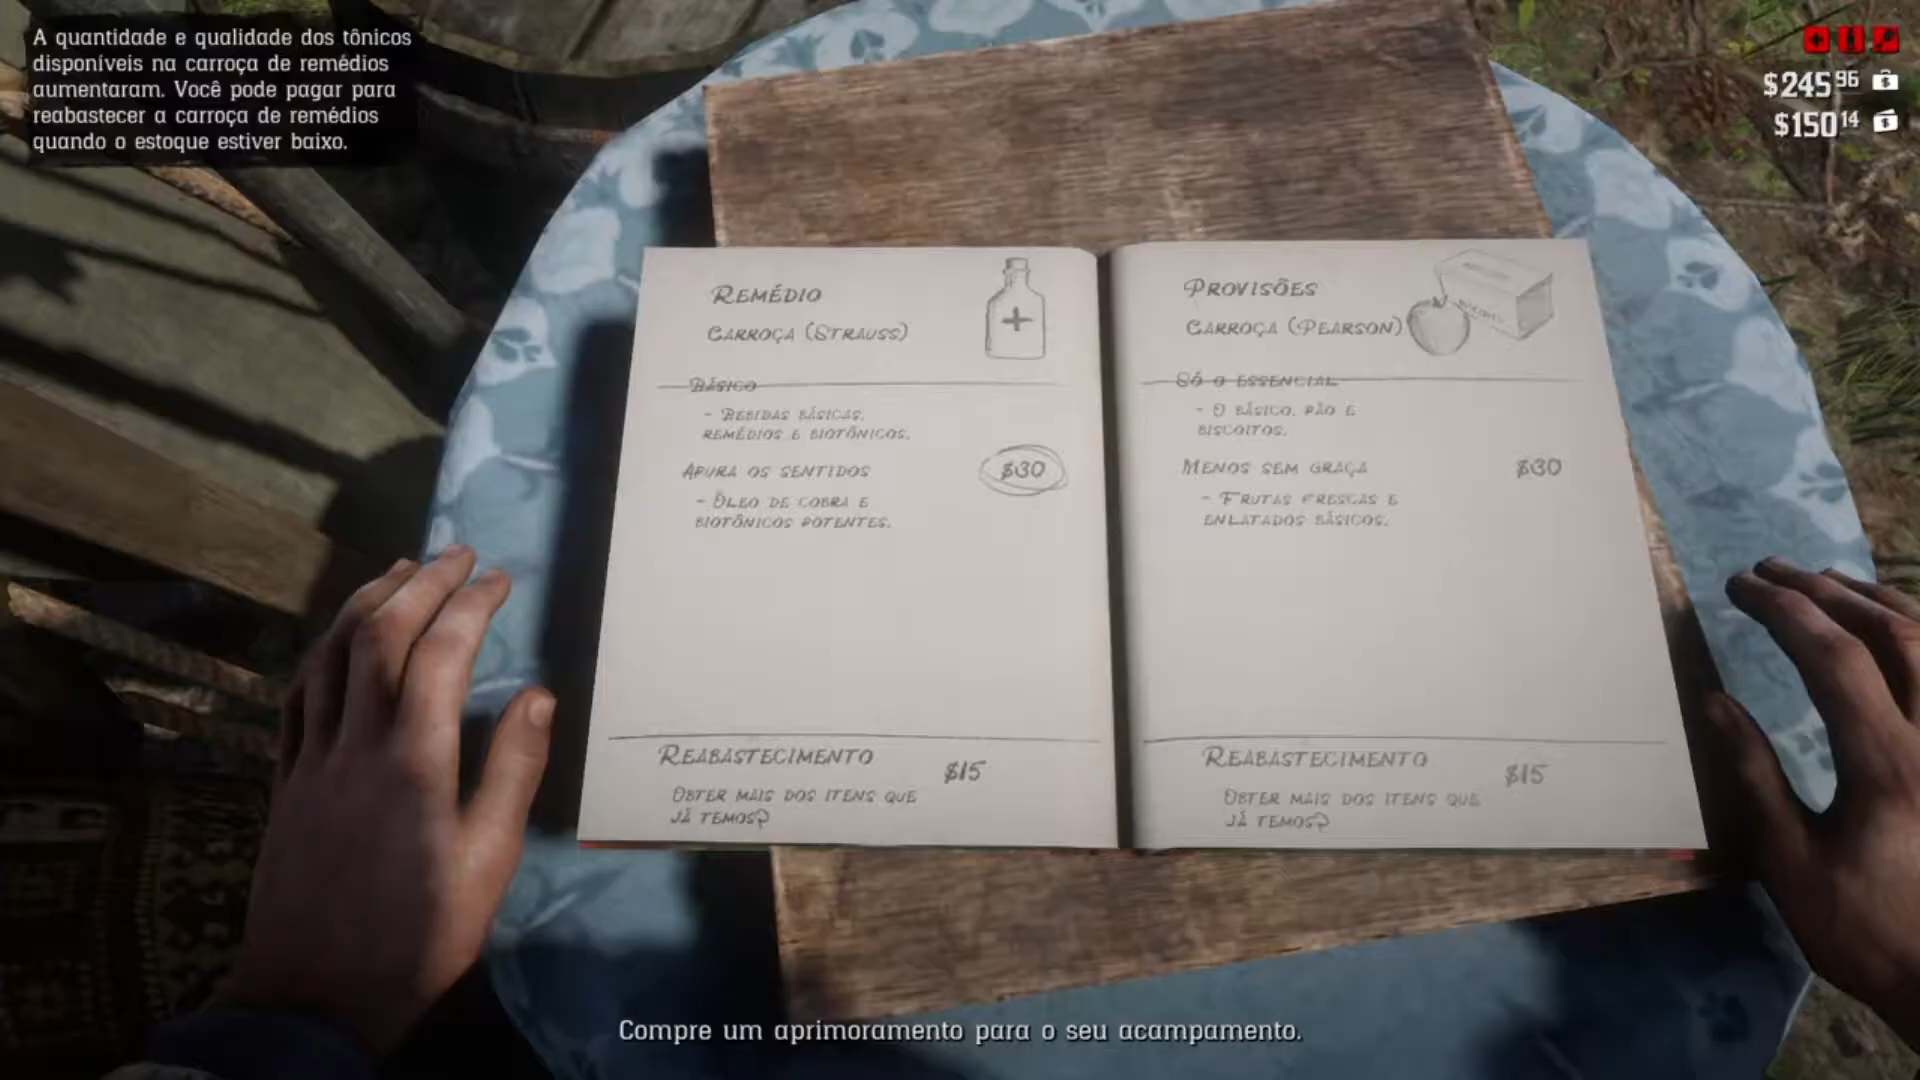 A quantidade e qualidade dos tônicos
disponíveis na carroça de remédios
aumentaram. Você pode pagar para
reabastecer a carroça de remédios
quando o estoque estiver baixo.
$245 96
$150 14
REMÉDIO
CARROÇA (STRAUSS)
BÁSICO
- BEBIDAS BÁSICAS,
REMÉDIOS E BIOTÔNICOS.
APURA OS SENTIDOS $30
- ÓLEO DE COBRA E
BIOTÔNICOS POTENTES.
REABASTECIMENTO $15
OBTER MAIS DOS ITENS QUE
JÁ TEMOS?
PROVISÕES
CARROÇA (PEARSON)
SÓ O ESSENCIAL
- O BÁSICO. PÃO E
BISCOITOS.
MENOS SEM GRAÇA $30
- FRUTAS FRESCAS E
ENLATADOS BÁSICOS.
REABASTECIMENTO $15
OBTER MAIS DOS ITENS QUE
JÁ TEMOS?
Compre um aprimoramento para o seu acampamento.